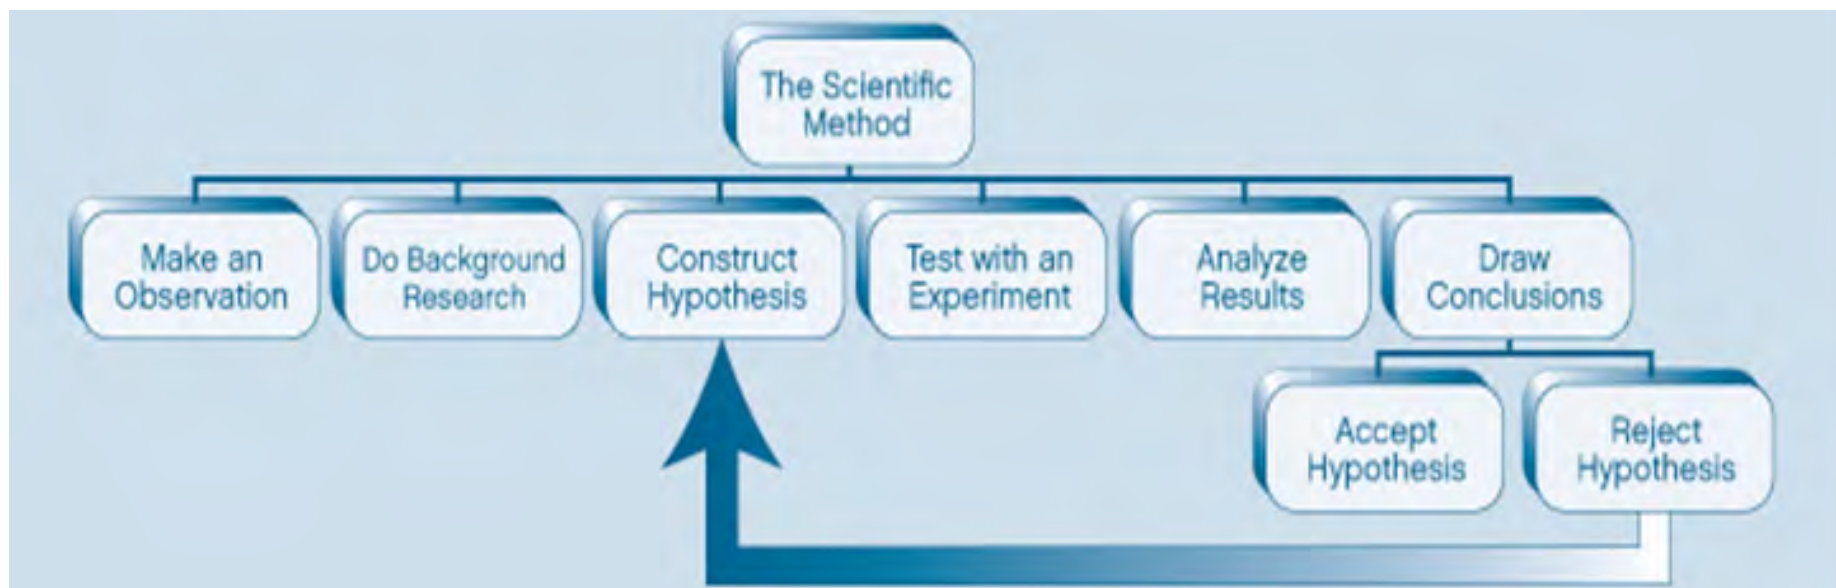 The Scientific
Method
Make an
Observation
Do Background
Research
Construct
Hypothesis
Test with an
Experiment
Analyze
Results
Draw
Conclusions
Accept
Hypothesis
Reject
Hypothesis